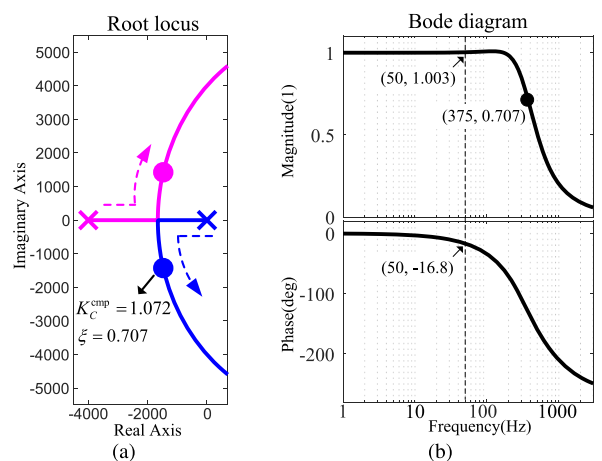 Root locus
5000
4000
3000
2000
1000
0
-1000
-2000
-3000
-4000
-5000
Imaginary Axis
K_C^cmp = 1.072
ξ = 0.707
-4000 -2000 0
Real Axis
(a)
Bode diagram
1
0.5
0
Magnitude(1)
(50, 1.003)
(375, 0.707)
0
-100
-200
Phase(deg)
(50, -16.8)
1 10 100 1000
Frequency(Hz)
(b)